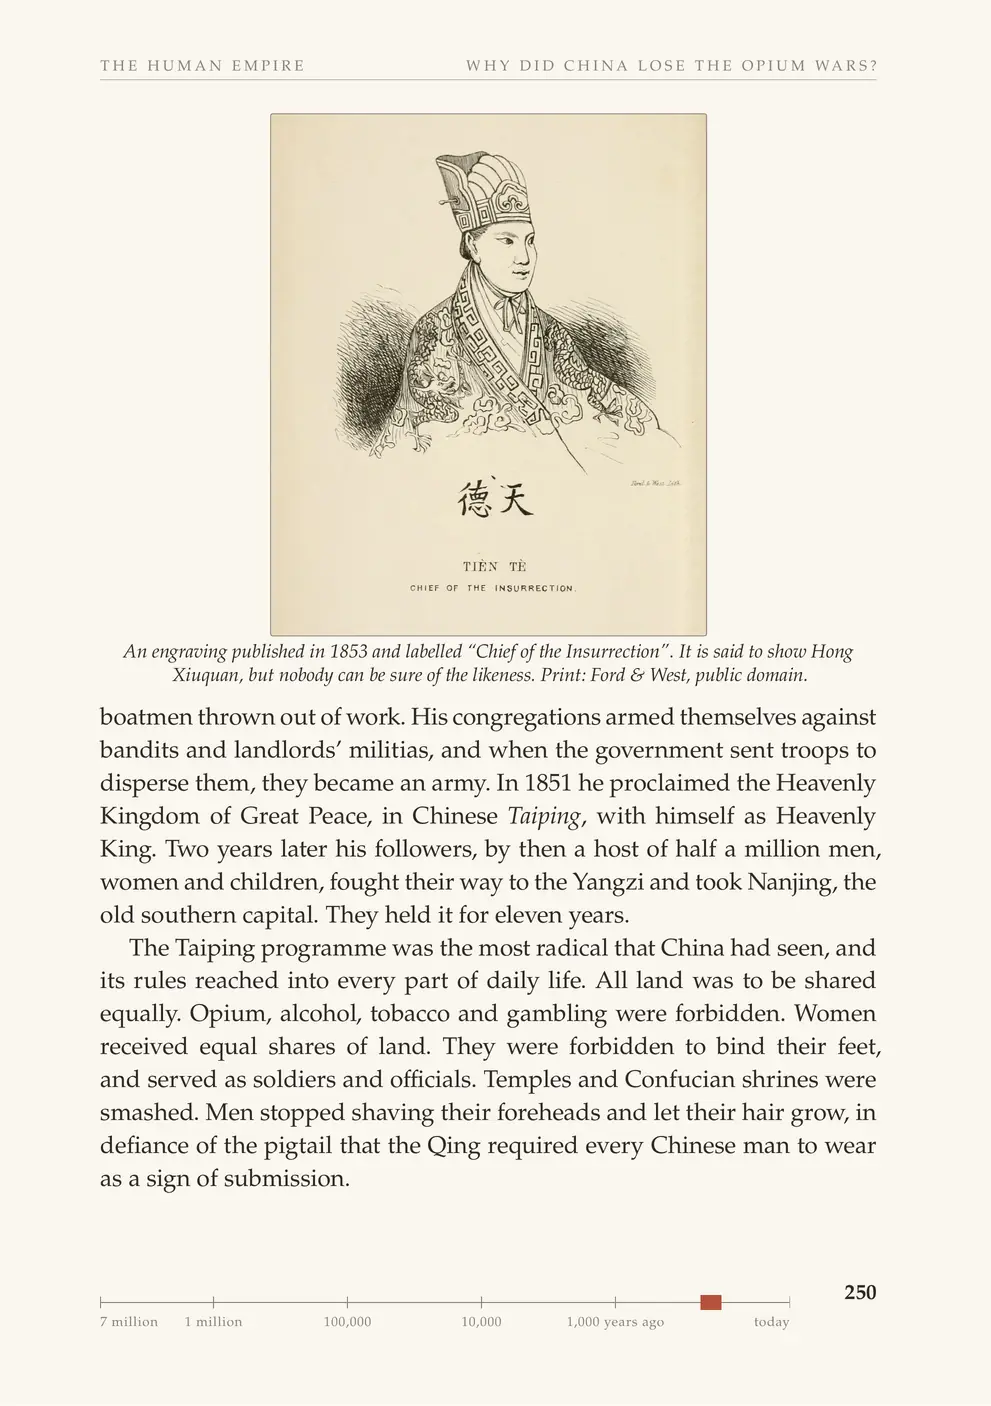 THE HUMAN EMPIRE
WHY DID CHINA LOSE THE OPIUM WARS?
德天
TIÈN TÈ
CHIEF OF THE INSURRECTION.
An engraving published in 1853 and labelled “Chief of the Insurrection”. It is said to show Hong
Xiuquan, but nobody can be sure of the likeness. Print: Ford & West, public domain.
boatmen thrown out of work. His congregations armed themselves against
bandits and landlords’ militias, and when the government sent troops to
disperse them, they became an army. In 1851 he proclaimed the Heavenly
Kingdom of Great Peace, in Chinese Taiping, with himself as Heavenly
King. Two years later his followers, by then a host of half a million men,
women and children, fought their way to the Yangzi and took Nanjing, the
old southern capital. They held it for eleven years.
The Taiping programme was the most radical that China had seen, and
its rules reached into every part of daily life. All land was to be shared
equally. Opium, alcohol, tobacco and gambling were forbidden. Women
received equal shares of land. They were forbidden to bind their feet,
and served as soldiers and officials. Temples and Confucian shrines were
smashed. Men stopped shaving their foreheads and let their hair grow, in
defiance of the pigtail that the Qing required every Chinese man to wear
as a sign of submission.
250
7 million 1 million 100,000 10,000 1,000 years ago today